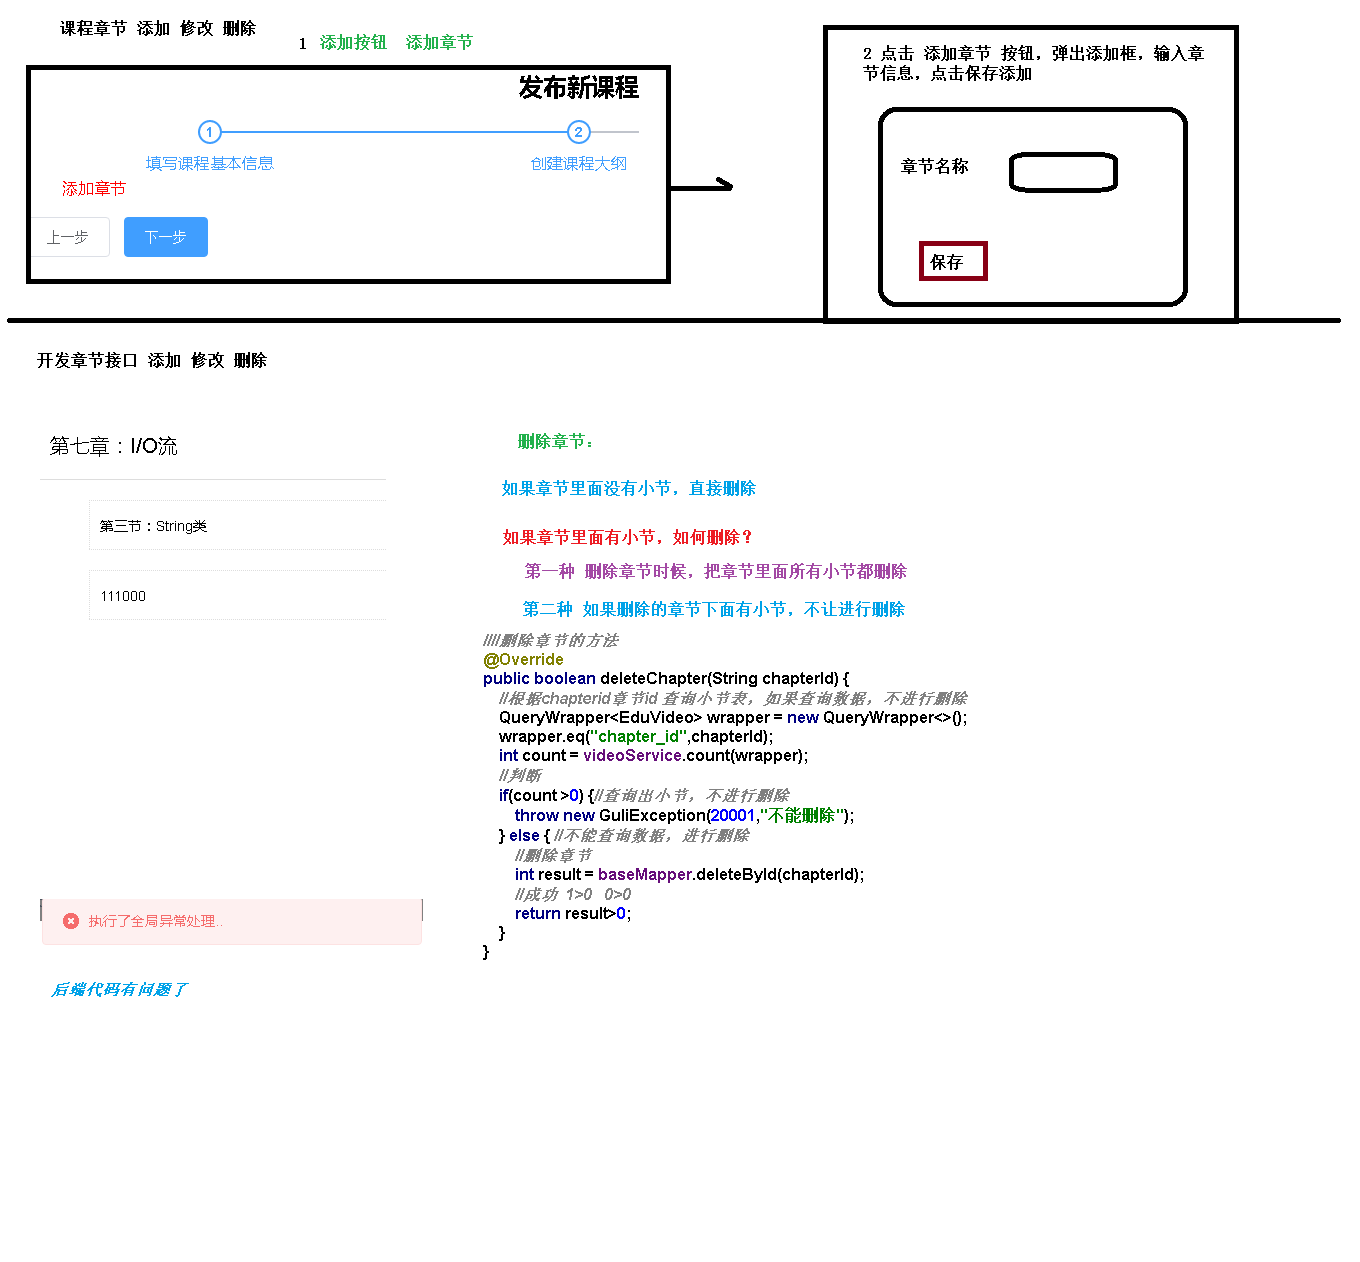 课程章节 添加 修改 删除
1 添加按钮 添加章节
发布新课程
1
2
填写课程基本信息
创建课程大纲
添加章节
上一步
下一步
2 点击 添加章节 按钮，弹出添加框，输入章
节信息，点击保存添加
章节名称
保存
开发章节接口 添加 修改 删除
第七章：I/O流
第三节：String类
111000
执行了全局异常处理..
后端代码有问题了
删除章节：
如果章节里面没有小节，直接删除
如果章节里面有小节，如何删除？
第一种 删除章节时候，把章节里面所有小节都删除
第二种 如果删除的章节下面有小节，不让进行删除
////删除章节的方法
@Override
public boolean deleteChapter(String chapterId) {
//根据chapterid章节id 查询小节表，如果查询数据，不进行删除
QueryWrapper<EduVideo> wrapper = new QueryWrapper<>();
wrapper.eq("chapter_id",chapterId);
int count = videoService.count(wrapper);
//判断
if(count >0) {//查询出小节，不进行删除
throw new GuliException(20001,"不能删除");
} else { //不能查询数据，进行删除
//删除章节
int result = baseMapper.deleteById(chapterId);
//成功 1>0 0>0
return result>0;
}
}